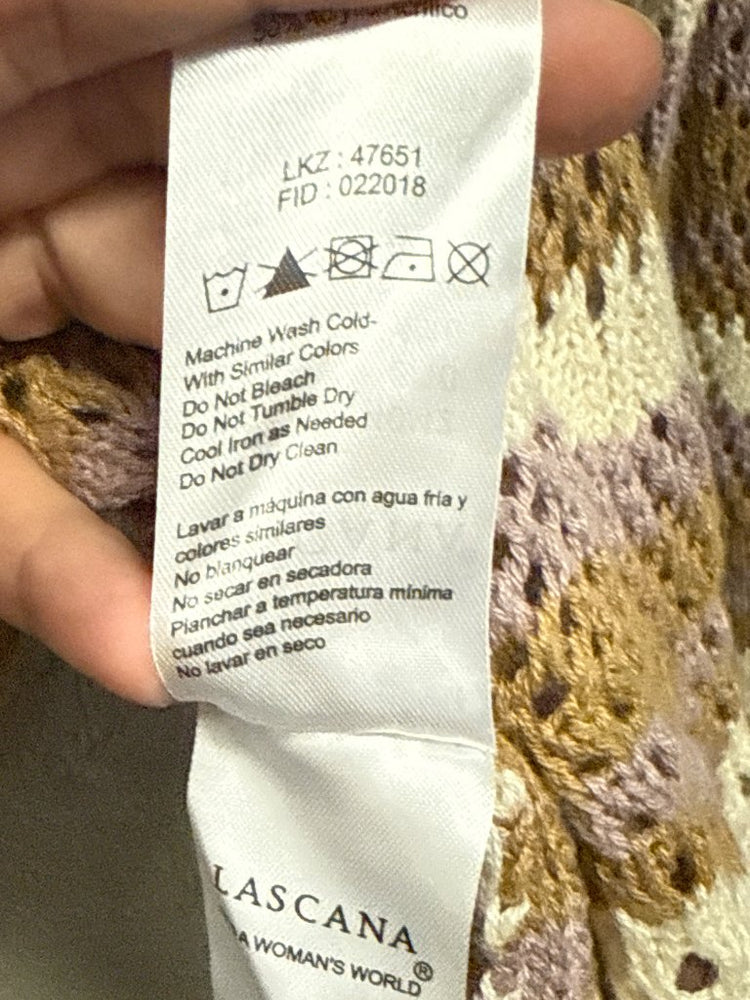 LKZ : 47651
FID : 022018
Machine Wash Cold-
With Similar Colors
Do Not Bleach
Do Not Tumble Dry
Cool Iron as Needed
Do Not Dry Clean
Lavar a máquina con agua fría y
colores similares
No blanquear
No secar en secadora
Planchar a temperatura mínima
cuando sea necesario
No lavar en seco
LASCANA
A WOMAN'S WORLD®